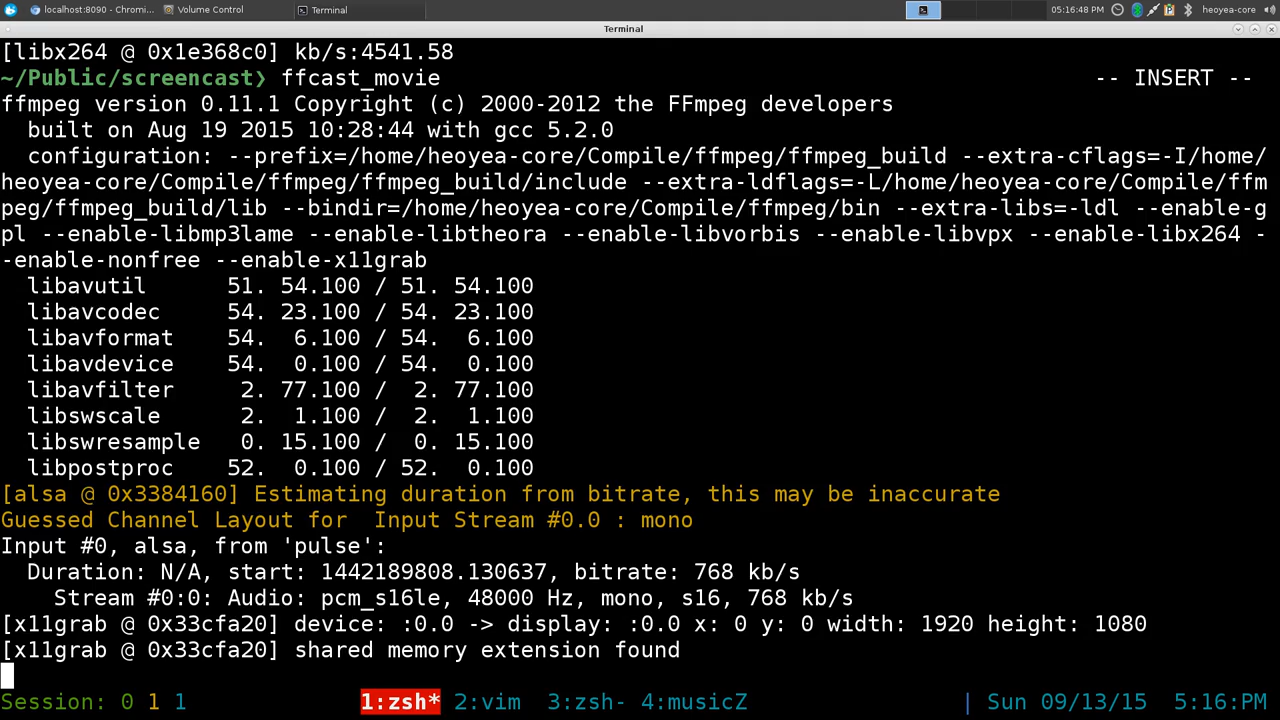 localhost:8090 - Chromi... Volume Control Terminal 05:16:48 PM heoyea-core
Terminal
[libx264 @ 0x1e368c0] kb/s:4541.58
~/Public/screencast❯ ffcast_movie -- INSERT --
ffmpeg version 0.11.1 Copyright (c) 2000-2012 the FFmpeg developers
  built on Aug 19 2015 10:28:44 with gcc 5.2.0
  configuration: --prefix=/home/heoyea-core/Compile/ffmpeg/ffmpeg_build --extra-cflags=-I/home/
heoyea-core/Compile/ffmpeg/ffmpeg_build/include --extra-ldflags=-L/home/heoyea-core/Compile/ffm
peg/ffmpeg_build/lib --bindir=/home/heoyea-core/Compile/ffmpeg/bin --extra-libs=-ldl --enable-g
pl --enable-libmp3lame --enable-libtheora --enable-libvorbis --enable-libvpx --enable-libx264 -
-enable-nonfree --enable-x11grab
  libavutil      51. 54.100 / 51. 54.100
  libavcodec     54. 23.100 / 54. 23.100
  libavformat    54.  6.100 / 54.  6.100
  libavdevice    54.  0.100 / 54.  0.100
  libavfilter     2. 77.100 /  2. 77.100
  libswscale      2.  1.100 /  2.  1.100
  libswresample   0. 15.100 /  0. 15.100
  libpostproc    52.  0.100 / 52.  0.100
[alsa @ 0x3384160] Estimating duration from bitrate, this may be inaccurate
Guessed Channel Layout for  Input Stream #0.0 : mono
Input #0, alsa, from 'pulse':
  Duration: N/A, start: 1442189808.130637, bitrate: 768 kb/s
    Stream #0:0: Audio: pcm_s16le, 48000 Hz, mono, s16, 768 kb/s
[x11grab @ 0x33cfa20] device: :0.0 -> display: :0.0 x: 0 y: 0 width: 1920 height: 1080
[x11grab @ 0x33cfa20] shared memory extension found
Session: 0 1 1 1:zsh* 2:vim 3:zsh- 4:musicZ | Sun 09/13/15 5:16:PM